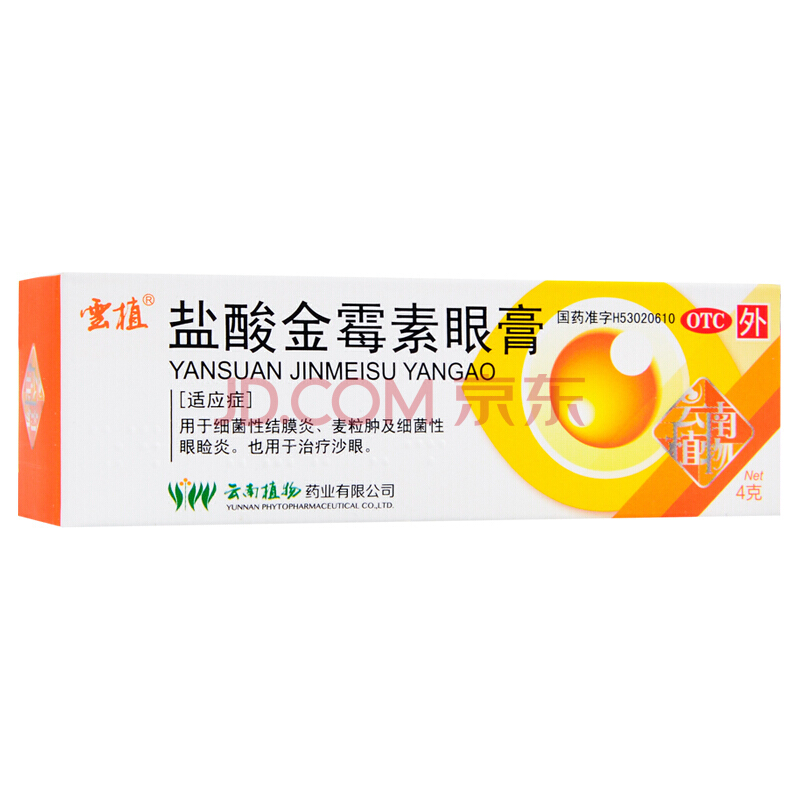 雲植®
盐酸金霉素眼膏
国药准字H53020610
OTC
外
YANSUAN JINMEISU YANGAO
[适应症]
用于细菌性结膜炎、麦粒肿及细菌性
眼睑炎。也用于治疗沙眼。
JD.COM 京东
云南
植物
云南植物药业有限公司
YUNNAN PHYTOPHARMACEUTICAL CO.,LTD.
Net
4克